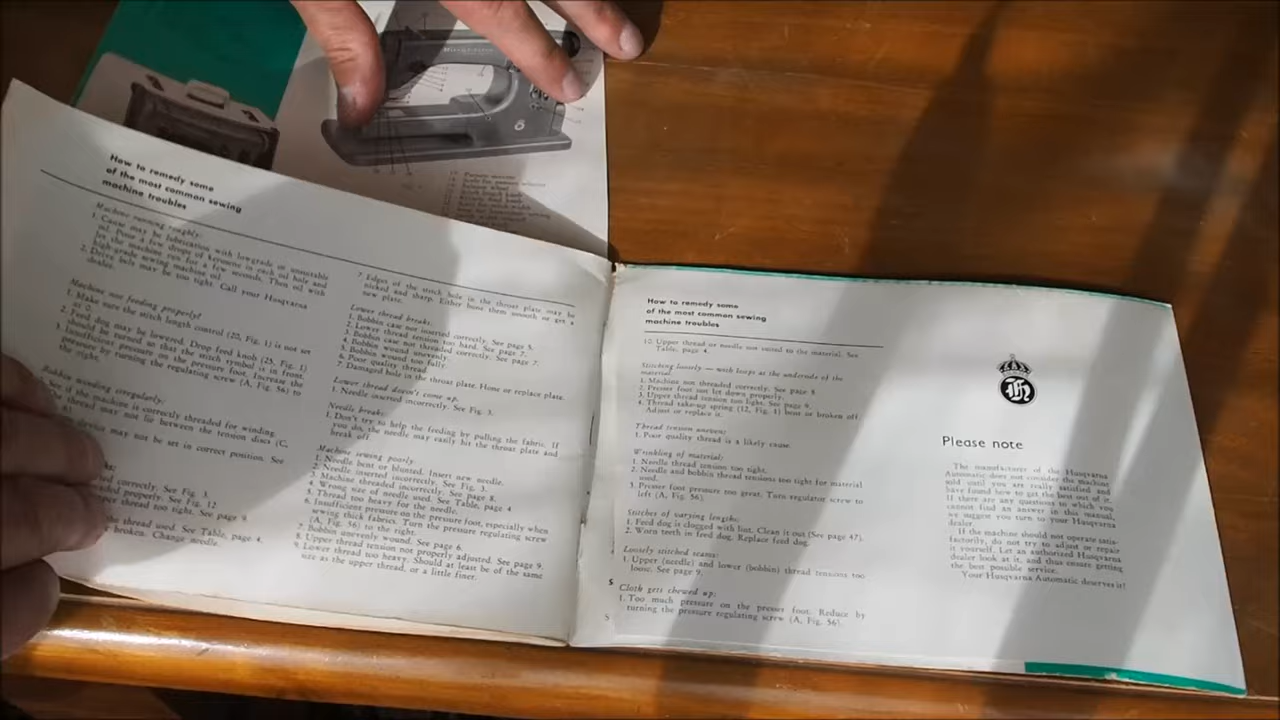 How to remedy some
of the most common sewing
machine troubles
Machine running roughly:
1. Cause may be lubrication with lowgrade or unsuitable
oil. Pour a few drops of kerosene in each oil hole and
let the machine run for a few seconds. Then oil with
high-grade sewing machine oil.
2. Drive belt may be too tight. Call your Husqvarna
dealer.
Machine not feeding properly:
1. Make sure the stitch length control (20, Fig. 1) is not set
at 0.
2. Feed dog may be lowered. Drop feed knob (25, Fig. 1)
should be turned so that the stitch symbol is in front.
3. Insufficient pressure on the pressure foot. Increase the
pressure by turning the regulating screw (A, Fig. 56) to
the right.
Bobbin winding irregularly:
See if the machine is correctly threaded for winding.
The thread may not lie between the tension discs (C,
device may not be set in correct position. See
correctly. See Fig. 3.
properly. See Fig. 12.
too tight. See page 9.
the thread used. See Table, page 4.
broken. Change needle.
7. Edges of the stitch hole in the throat plate may be
nicked and sharp. Either hone them smooth or get a
new plate.
Lower thread breaks:
1. Bobbin case not inserted correctly. See page 5.
2. Lower thread tension too hard. See page 7.
3. Bobbin case not threaded correctly. See page 7.
4. Bobbin wound unevenly.
5. Bobbin wound too fully.
6. Poor quality thread.
7. Damaged hole in the throat plate. Hone or replace plate.
Lower thread doesn't come up:
1. Needle inserted incorrectly. See Fig. 3.
Needle breaks:
1. Don't try to help the feeding by pulling the fabric. If
you do, the needle may easily hit the throat plate and
break off.
Machine sewing poorly:
1. Needle bent or blunted. Insert new needle.
2. Needle inserted incorrectly. See Fig. 3.
3. Machine threaded incorrectly. See page 8.
4. Wrong size of needle used. See Table, page 4.
5. Thread too heavy for the needle.
6. Insufficient pressure on the pressure foot, especially when
sewing thick fabrics. Turn the pressure regulating screw
(A, Fig. 56) to the right.
7. Bobbin unevenly wound. See page 6.
8. Upper thread tension not properly adjusted. See page 9.
9. Lower thread too heavy. Should at least be of the same
size as the upper thread, or a little finer.
How to remedy some
of the most common sewing
machine troubles
10. Upper thread or needle not suited to the material. See
Table, page 4.
Stitching loosely — with loops at the underside of the
material:
1. Machine not threaded correctly. See page 8.
2. Presser foot not let down properly.
3. Upper thread tension too light. See page 9.
4. Thread take-up spring (12, Fig. 1) bent or broken off.
Adjust or replace it.
Thread tension uneven:
1. Poor quality thread is a likely cause.
Wrinkling of material:
1. Needle thread tension too tight.
2. Needle and bobbin thread tensions too tight for material
used.
3. Presser foot pressure too great. Turn regulator screw to
left (A, Fig. 56).
Stitches of varying lengths:
1. Feed dog is clogged with lint. Clean it out (See page 47).
2. Worn teeth in feed dog. Replace feed dog.
Loosely stitched seams:
1. Upper (needle) and lower (bobbin) thread tensions too
loose. See page 9.
Cloth gets chewed up:
1. Too much pressure on the presser foot. Reduce by
turning the pressure regulating screw (A, Fig. 56).
Please note
The manufacturer of the Husqvarna
Automatic does not consider the machine
sold until you are really satisfied and
have found how to get the best out of it.
If there are any questions to which you
cannot find an answer in this manual,
we suggest you turn to your Husqvarna
dealer.
If the machine should not operate satis-
factorily, do not try to adjust or repair
it yourself. Let an authorized Husqvarna
dealer look at it, and thus ensure getting
the best possible service.
Your Husqvarna Automatic deserves it!